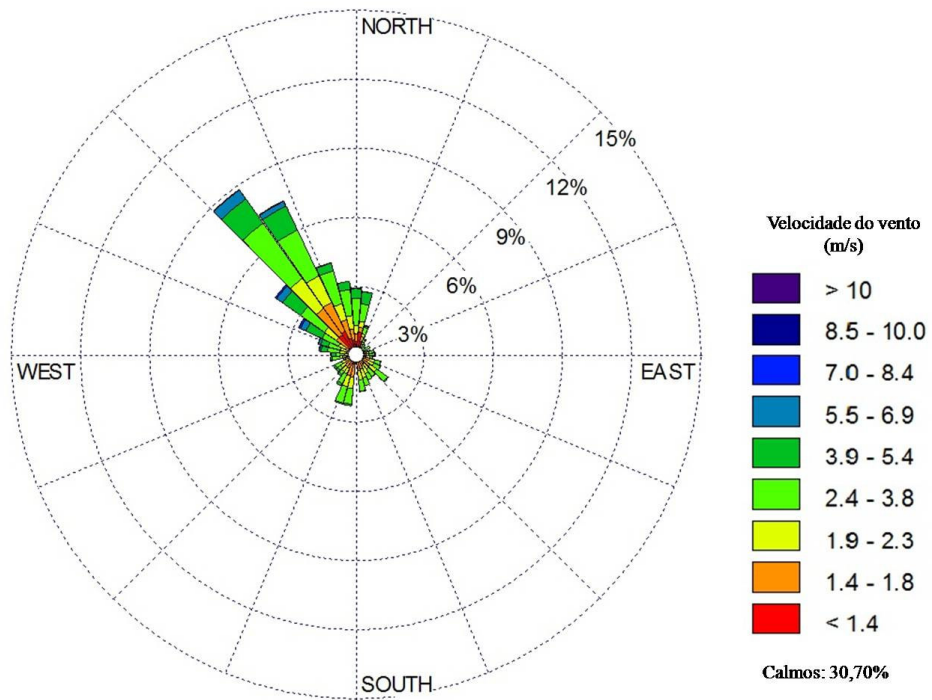 NORTH
15%
12%
9%
6%
3%
WEST
EAST
SOUTH
Velocidade do vento
(m/s)
> 10
8.5 - 10.0
7.0 - 8.4
5.5 - 6.9
3.9 - 5.4
2.4 - 3.8
1.9 - 2.3
1.4 - 1.8
< 1.4
Calmos: 30,70%